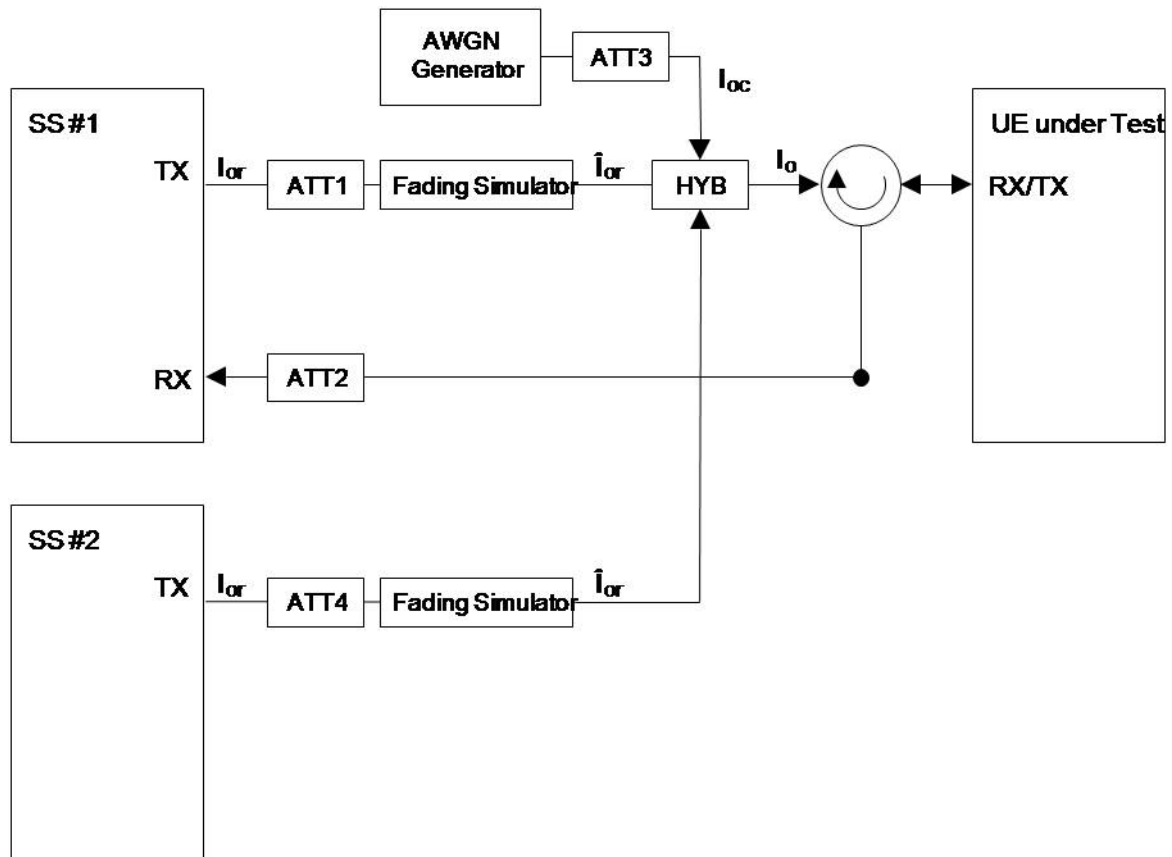 AWGN
Generator
ATT3
Ioc
SS #1
UE under Test
TX
Ior
ATT1
Fading Simulator
Îor
HYB
Io
RX/TX
RX
ATT2
SS #2
TX
Ior
ATT4
Fading Simulator
Îor